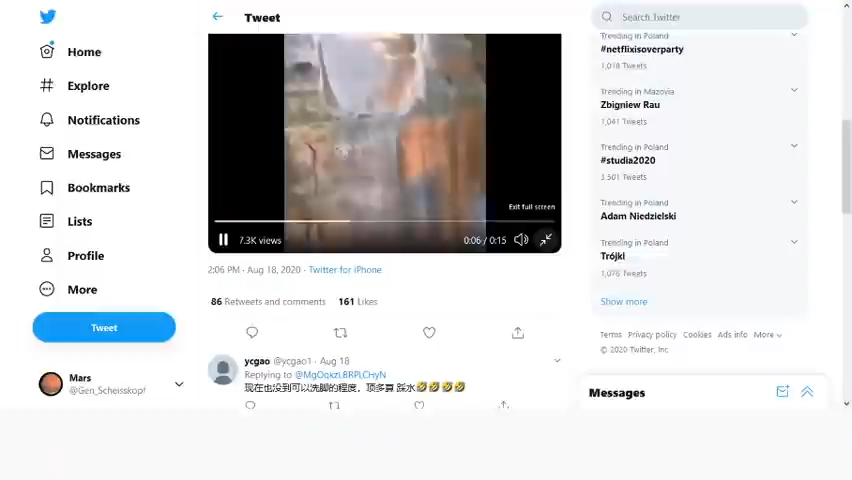 Tweet
Search Twitter
Home
Explore
Notifications
Messages
Bookmarks
Lists
Profile
More
Tweet
Mars
@Gen_Scheisskopf
Exit full screen
7.3K views
0:06 / 0:15
2:06 PM · Aug 18, 2020 · Twitter for iPhone
86 Retweets and comments 161 Likes
ycgao @ycgao1 · Aug 18
Replying to @MgOqkzLBRPLCHyN
现在也没到可以洗脚的程度，顶多算 踩水🤣🤣🤣🤣
Trending in Poland
#netflixisoverparty
1,018 Tweets
Trending in Mazovia
Zbigniew Rau
1,041 Tweets
Trending in Poland
#studia2020
3,501 Tweets
Trending in Poland
Adam Niedzielski
Trending in Poland
Trójki
1,076 Tweets
Show more
Terms Privacy policy Cookies Ads info More
© 2020 Twitter, Inc.
Messages